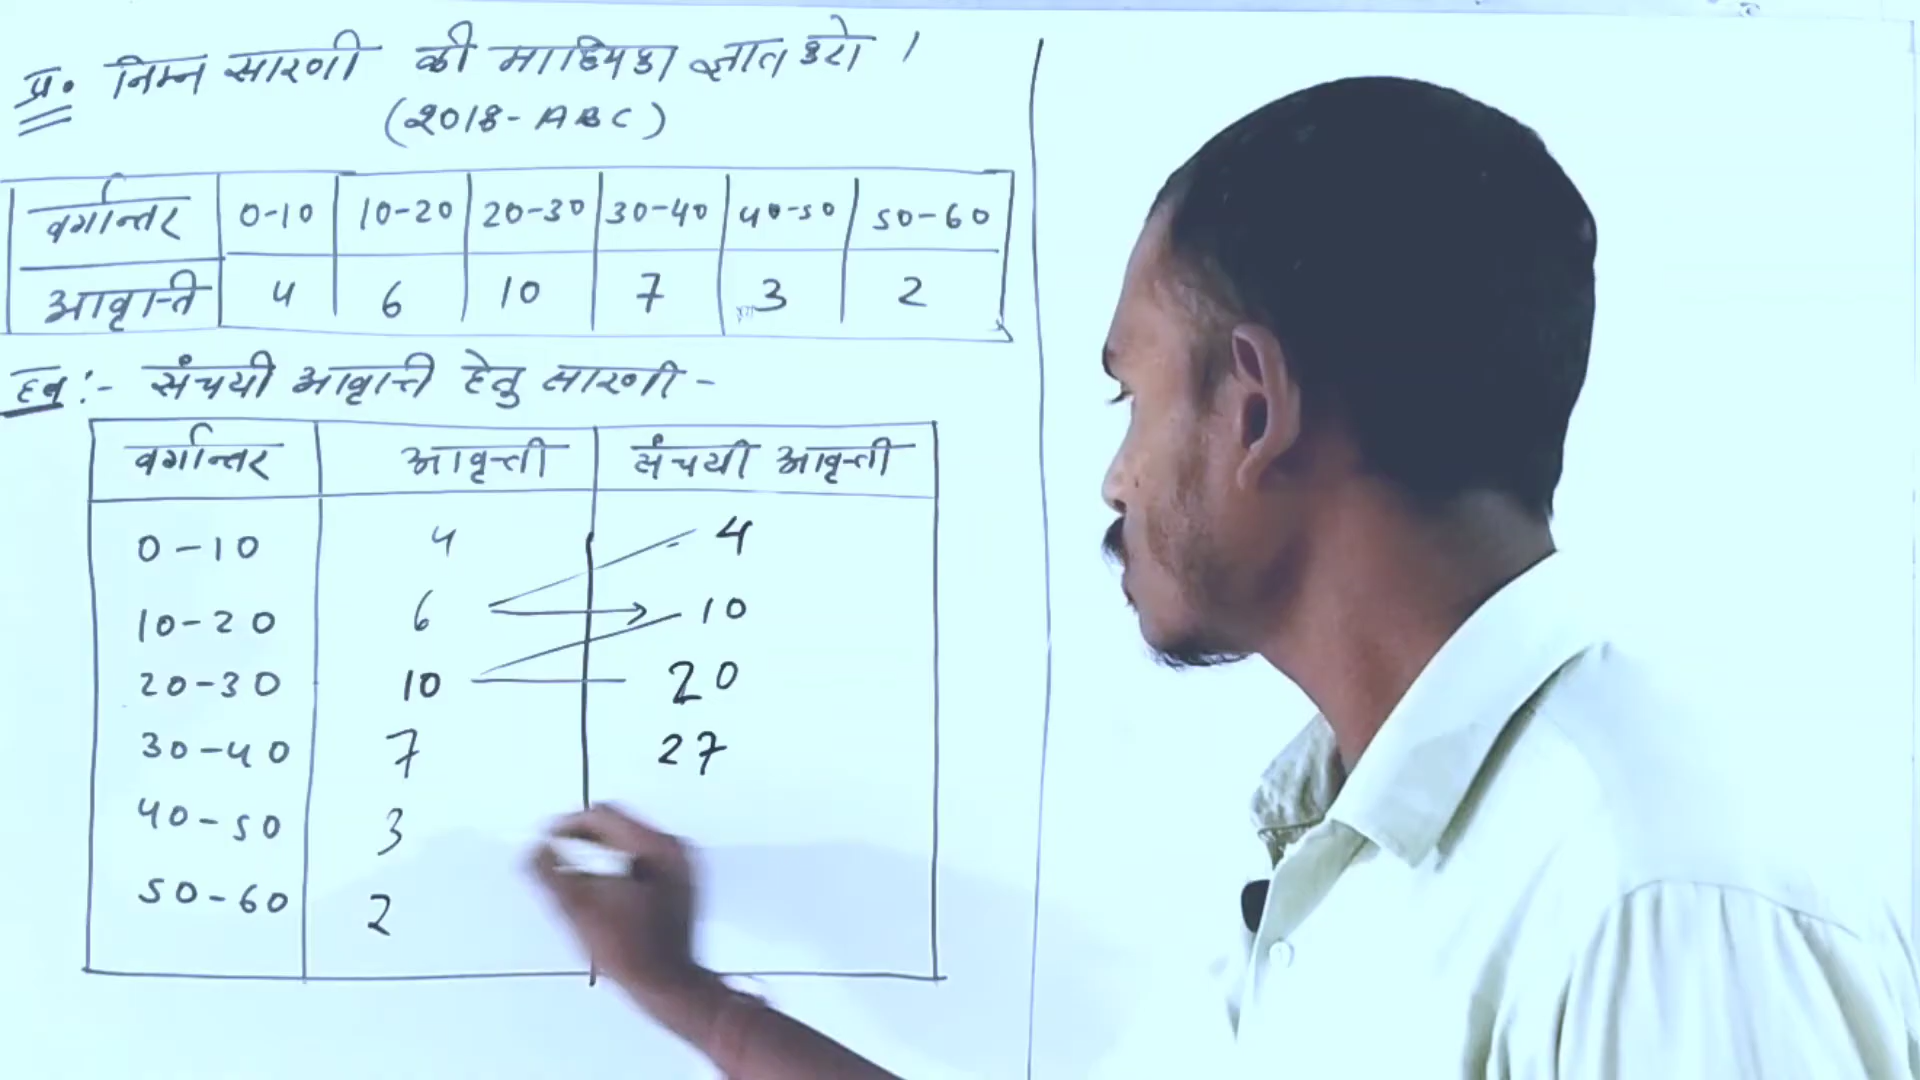 प्र. निम्न सारणी की माध्यिका ज्ञात करो ।
(2018-ABC)
वर्गान्तर 0-10 10-20 20-30 30-40 40-50 50-60
आवृत्ति 4 6 10 7 3 2
हल :- संचयी आवृत्ति हेतु सारणी -
वर्गान्तर आवृत्ती संचयी आवृत्ती
0-10 4 4
10-20 6 10
20-30 10 20
30-40 7 27
40-50 3
50-60 2